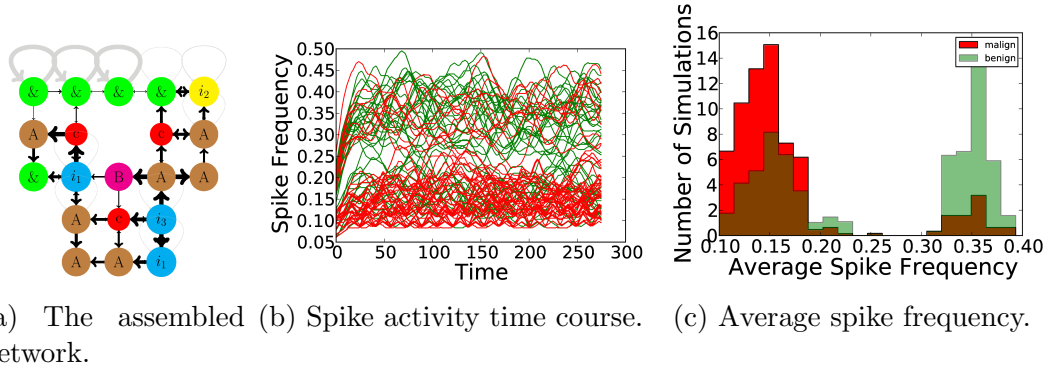 & & & & i₂
A c c A
& i₁ B A A
A c i₃
A A i₁
0.50
0.45
0.40
0.35
0.30
0.25
0.20
0.15
0.10
0.05
0 50 100 150 200 250 300
Spike Frequency
Time
16
14
12
10
8
6
4
2
0
0.10 0.15 0.20 0.25 0.30 0.35 0.40
Number of Simulations
Average Spike Frequency
malign
benign
a) The assembled
etwork.
(b) Spike activity time course.
(c) Average spike frequency.